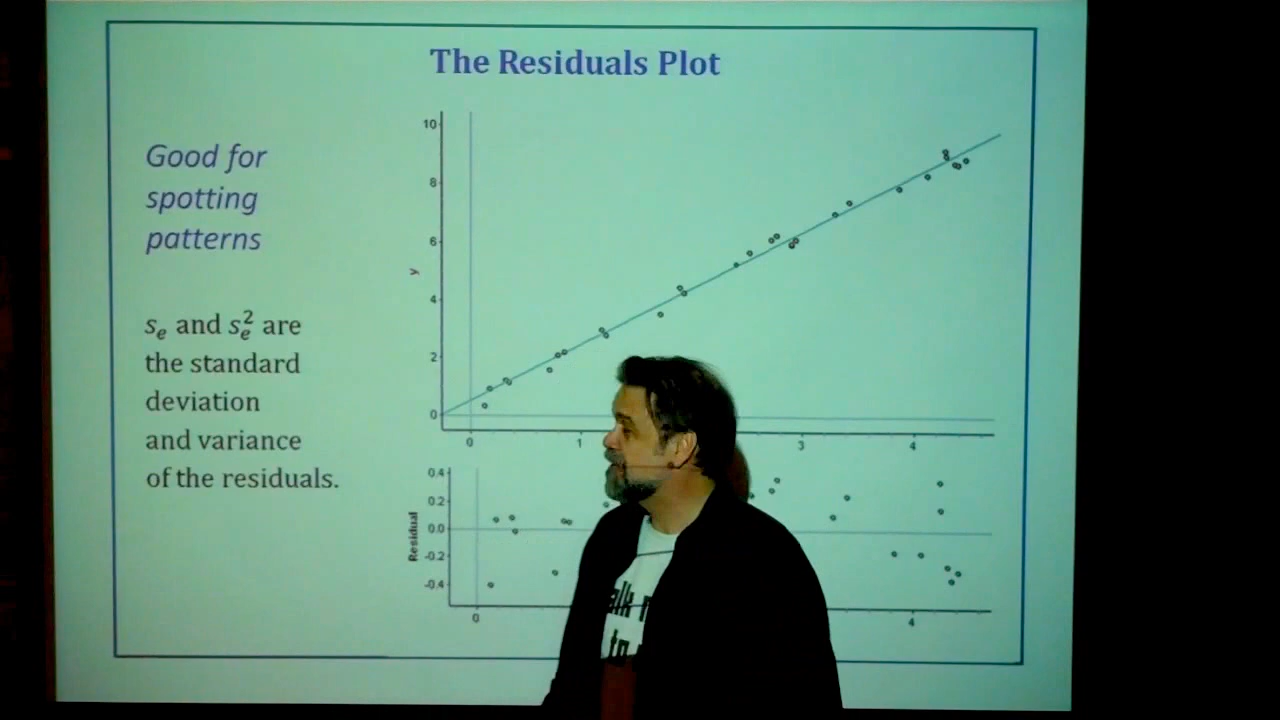 The Residuals Plot
Good for
spotting
patterns
s_e and s_e^2 are
the standard
deviation
and variance
of the residuals.
10
8
6
y
4
2
0
0 1 3 4
0.4
0.2
0.0
Residual
-0.2
-0.4
0 4
to